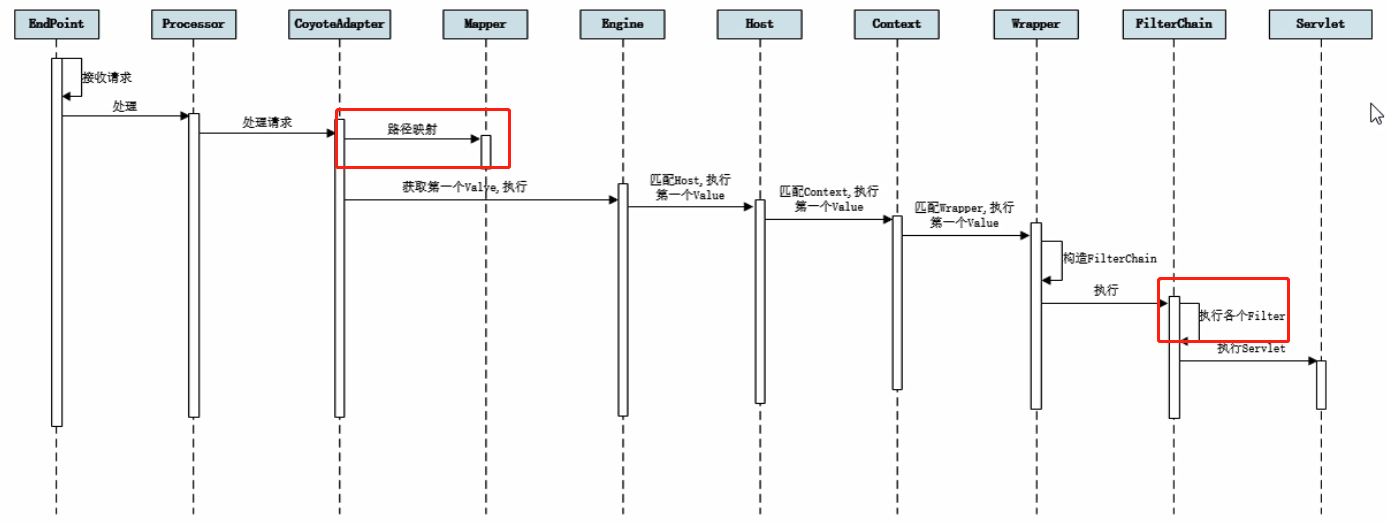 EndPoint
Processor
CoyoteAdapter
Mapper
Engine
Host
Context
Wrapper
FilterChain
Servlet
接收请求
处理
处理请求
路径映射
获取第一个Valve,执行
匹配Host,执行
第一个Value
匹配Context,执行
第一个Value
匹配Wrapper,执行
第一个Value
构造FilterChain
执行
执行各个Filter
执行Servlet